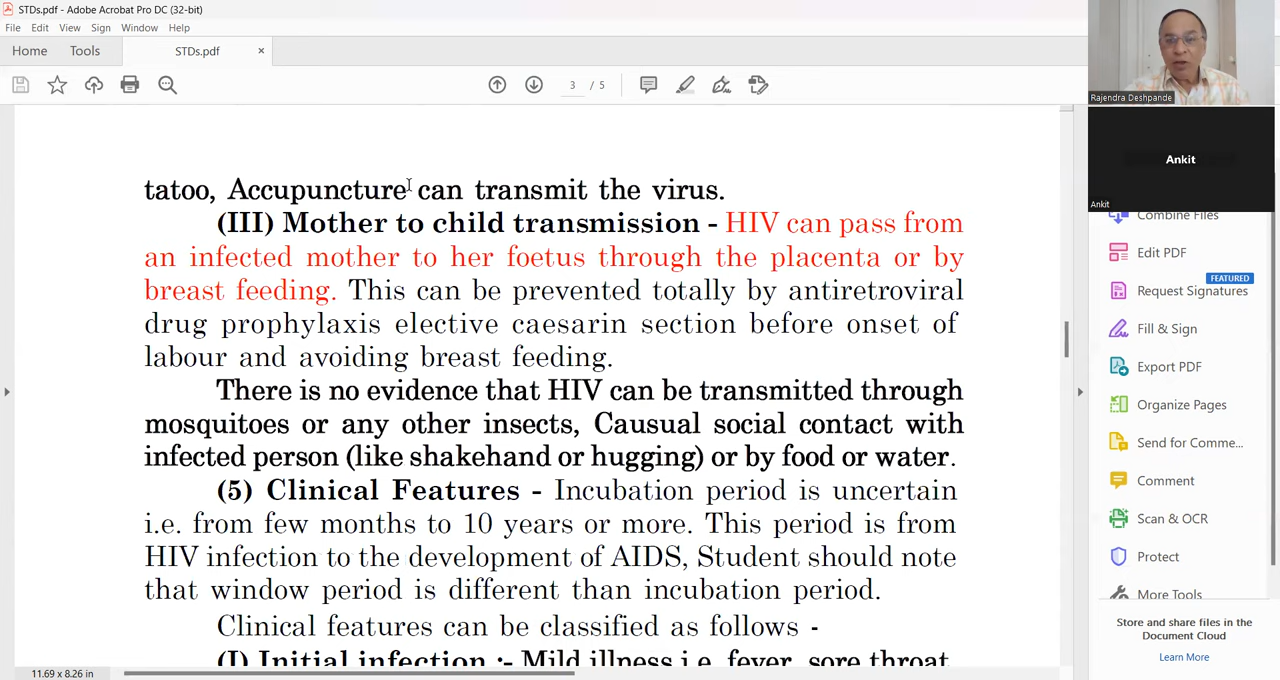 STDs.pdf - Adobe Acrobat Pro DC (32-bit)
File Edit View Sign Window Help
Home Tools STDs.pdf ×
3 / 5
Rajendra Deshpande
Ankit
Ankit
tatoo, Accupuncture can transmit the virus.
(III) Mother to child transmission - HIV can pass from
an infected mother to her foetus through the placenta or by
breast feeding. This can be prevented totally by antiretroviral
drug prophylaxis elective caesarin section before onset of
labour and avoiding breast feeding.
There is no evidence that HIV can be transmitted through
mosquitoes or any other insects, Causual social contact with
infected person (like shakehand or hugging) or by food or water.
(5) Clinical Features - Incubation period is uncertain
i.e. from few months to 10 years or more. This period is from
HIV infection to the development of AIDS, Student should note
that window period is different than incubation period.
Clinical features can be classified as follows -
(I) Initial infection :- Mild illness i.e. fever, sore throat
11.69 x 8.26 in
Combine Files
Edit PDF
FEATURED
Request Signatures
Fill & Sign
Export PDF
Organize Pages
Send for Comme...
Comment
Scan & OCR
Protect
More Tools
Store and share files in the
Document Cloud
Learn More